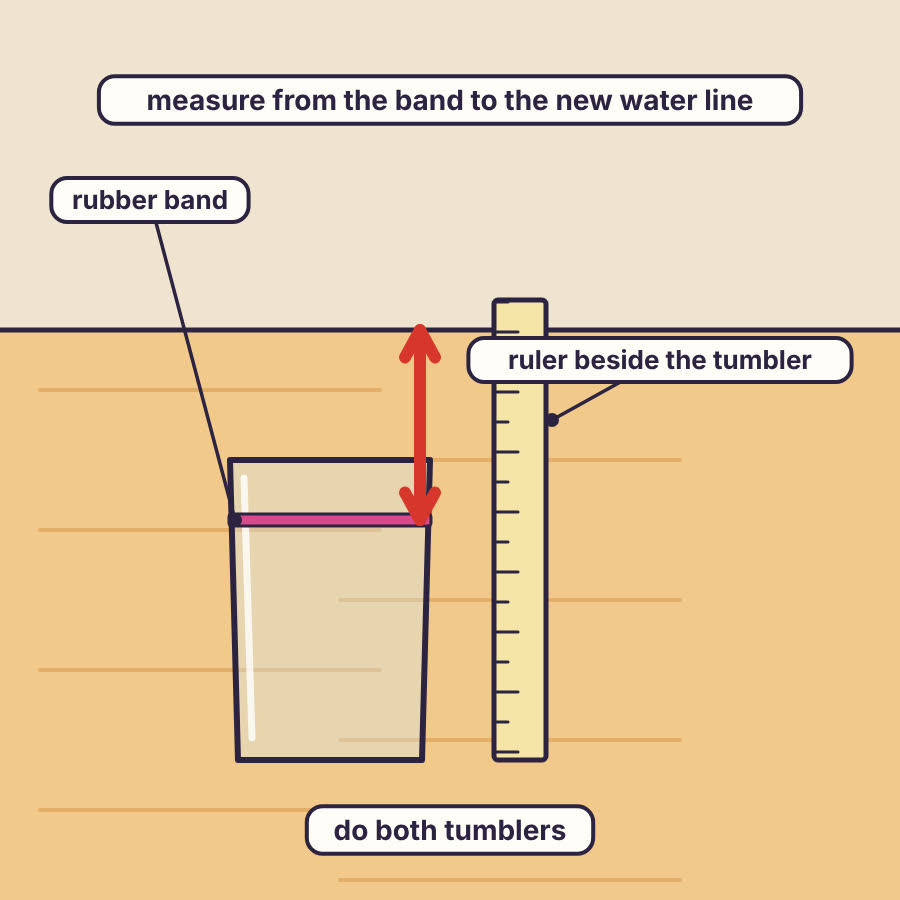 measure from the band to the new water line
rubber band
ruler beside the tumbler
do both tumblers